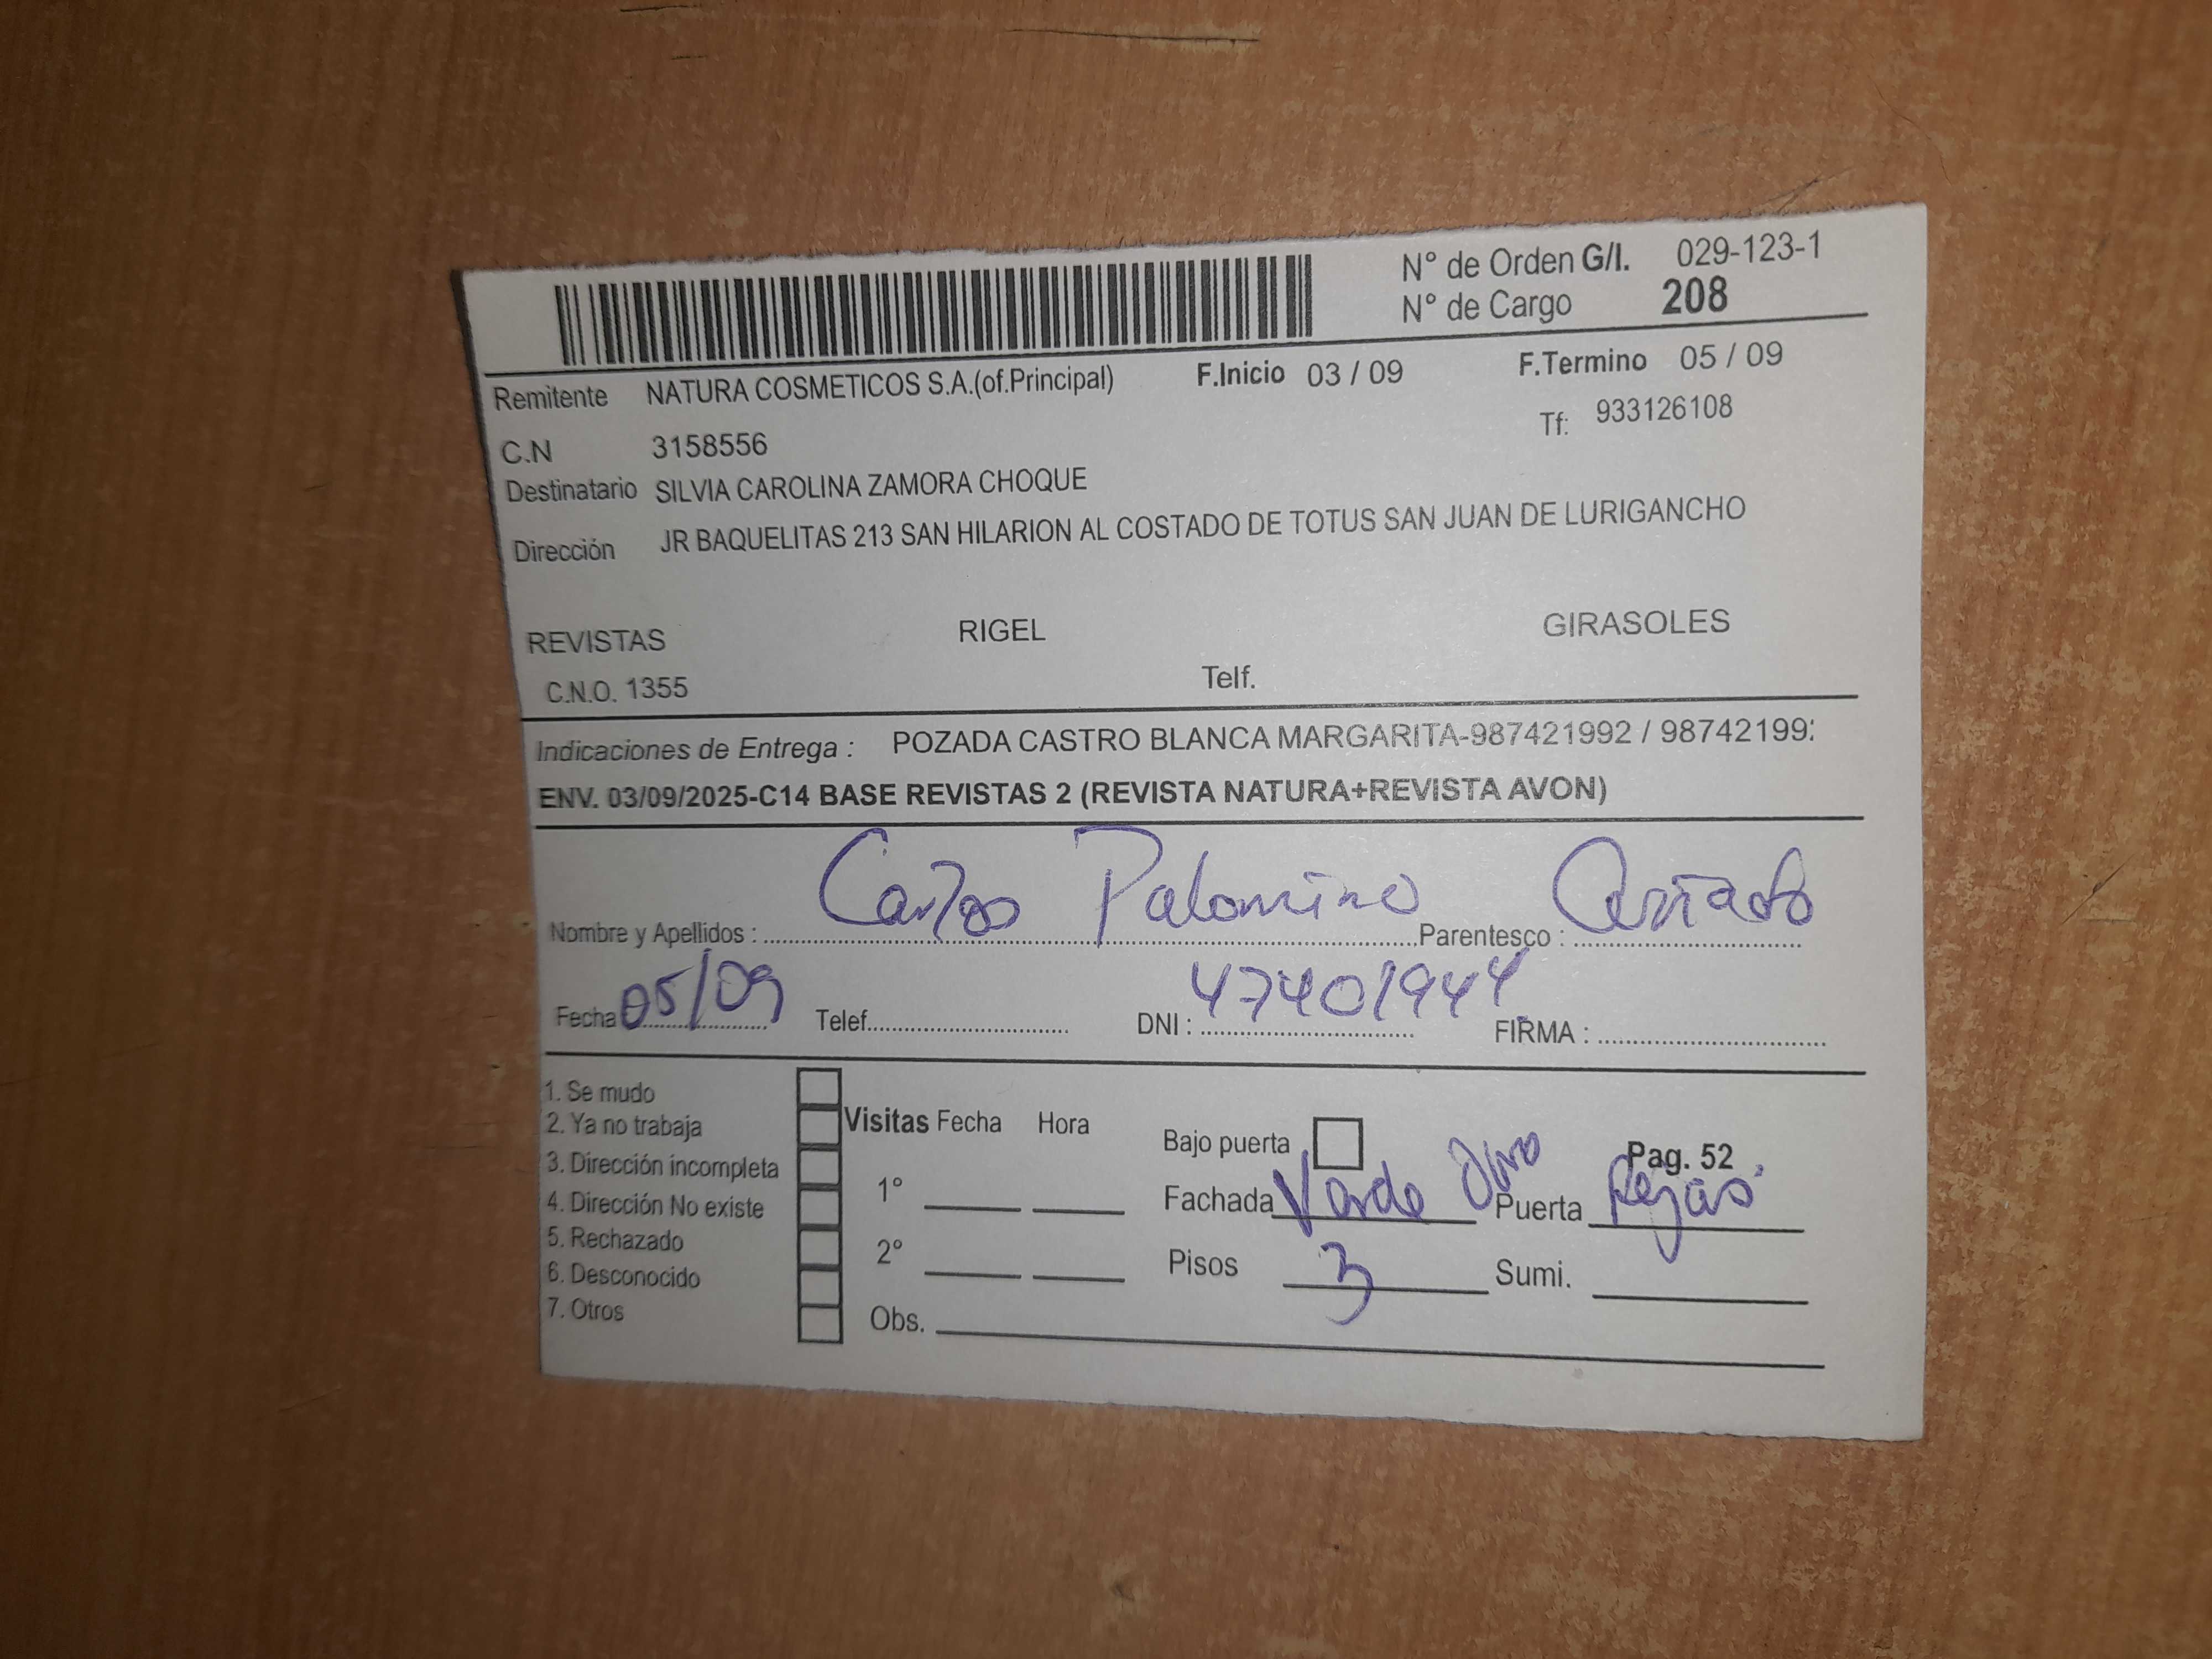 N° de Orden G/I. 029-123-1
N° de Cargo 208
Remitente NATURA COSMETICOS S.A.(of.Principal) F.Inicio 03 / 09 F.Termino 05 / 09
C.N 3158556 Tf: 933126108
Destinatario SILVIA CAROLINA ZAMORA CHOQUE
Dirección JR BAQUELITAS 213 SAN HILARION AL COSTADO DE TOTUS SAN JUAN DE LURIGANCHO
REVISTAS RIGEL GIRASOLES
C.N.O. 1355 Telf.
Indicaciones de Entrega : POZADA CASTRO BLANCA MARGARITA-987421992 / 98742199
ENV. 03/09/2025-C14 BASE REVISTAS 2 (REVISTA NATURA+REVISTA AVON)
Nombre y Apellidos : Carlos Palomino Parentesco : Cuñado
Fecha 05/09 Telef. DNI : 47401944 FIRMA :
1. Se mudo
2. Ya no trabaja Visitas Fecha Hora
3. Dirección incompleta Bajo puerta Pag. 52
4. Dirección No existe 1° Fachada Verde Puerta Rejas
5. Rechazado
6. Desconocido 2° Pisos 3 Sumi.
7. Otros Obs.